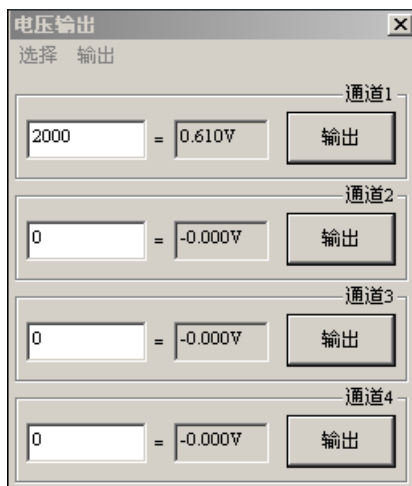 电压输出
选择 输出
通道1
2000 = 0.610V 输出
通道2
0 = -0.000V 输出
通道3
0 = -0.000V 输出
通道4
0 = -0.000V 输出